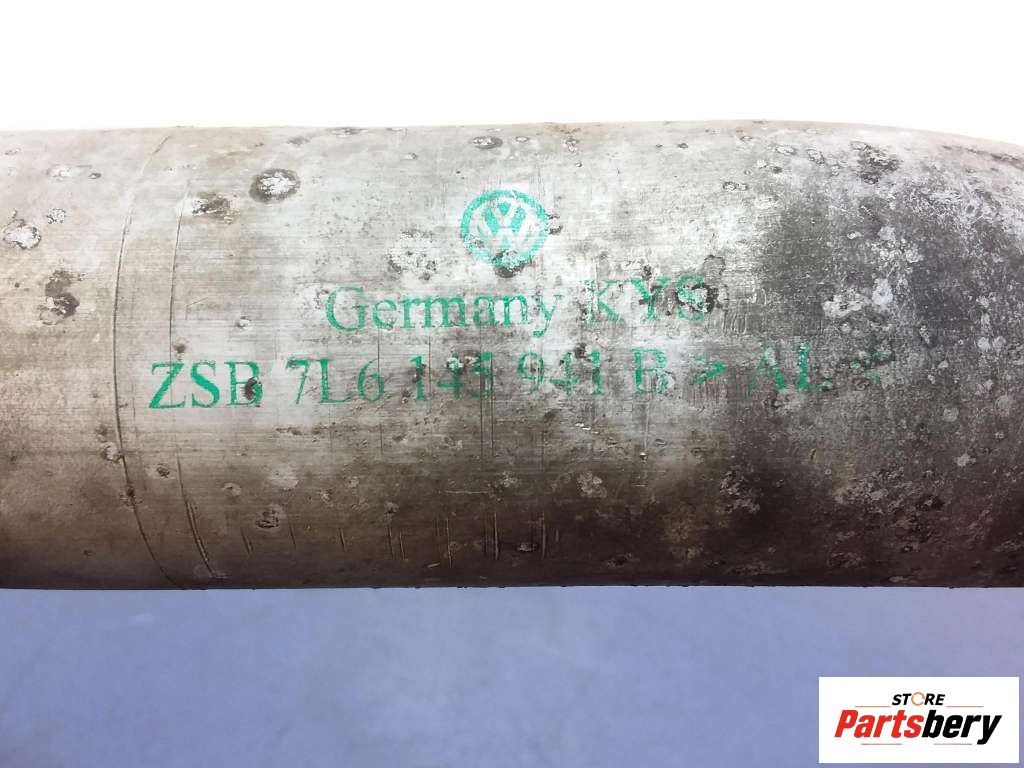 Germany KYS
ZSB 7L6 145 941 B > AL <
STORE
Partsbery